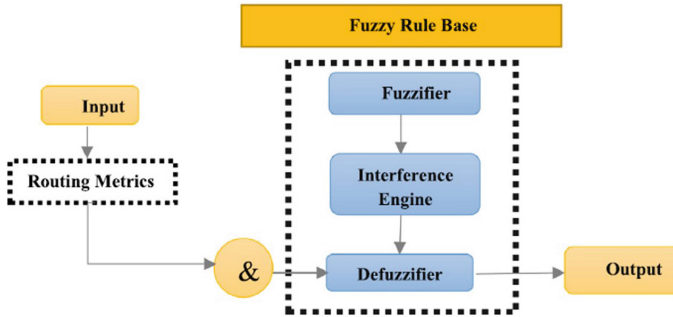 Fuzzy Rule Base
Input
Fuzzifier
Routing Metrics
Interference
Engine
&
Defuzzifier
Output